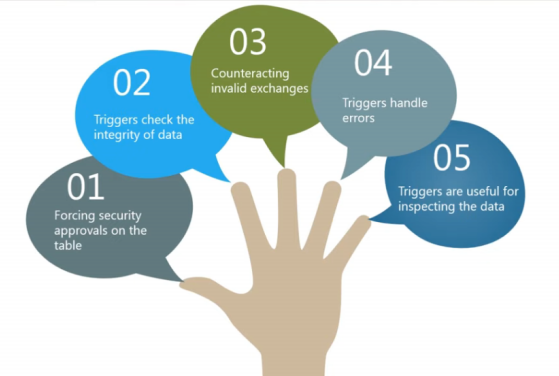 01
Forcing security
approvals on the
table
02
Triggers check the
integrity of data
03
Counteracting
invalid exchanges
04
Triggers handle
errors
05
Triggers are useful for
inspecting the data